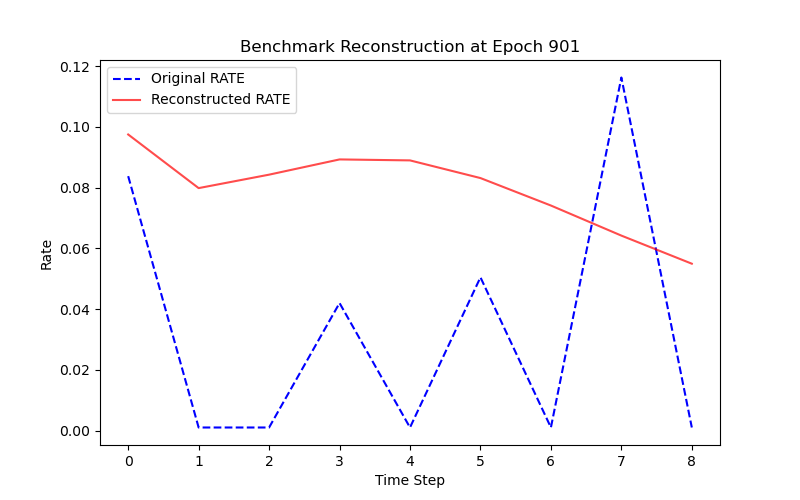 Benchmark Reconstruction at Epoch 901
Original RATE
Reconstructed RATE
0.12
0.10
0.08
0.06
0.04
0.02
0.00
Rate
0 1 2 3 4 5 6 7 8
Time Step